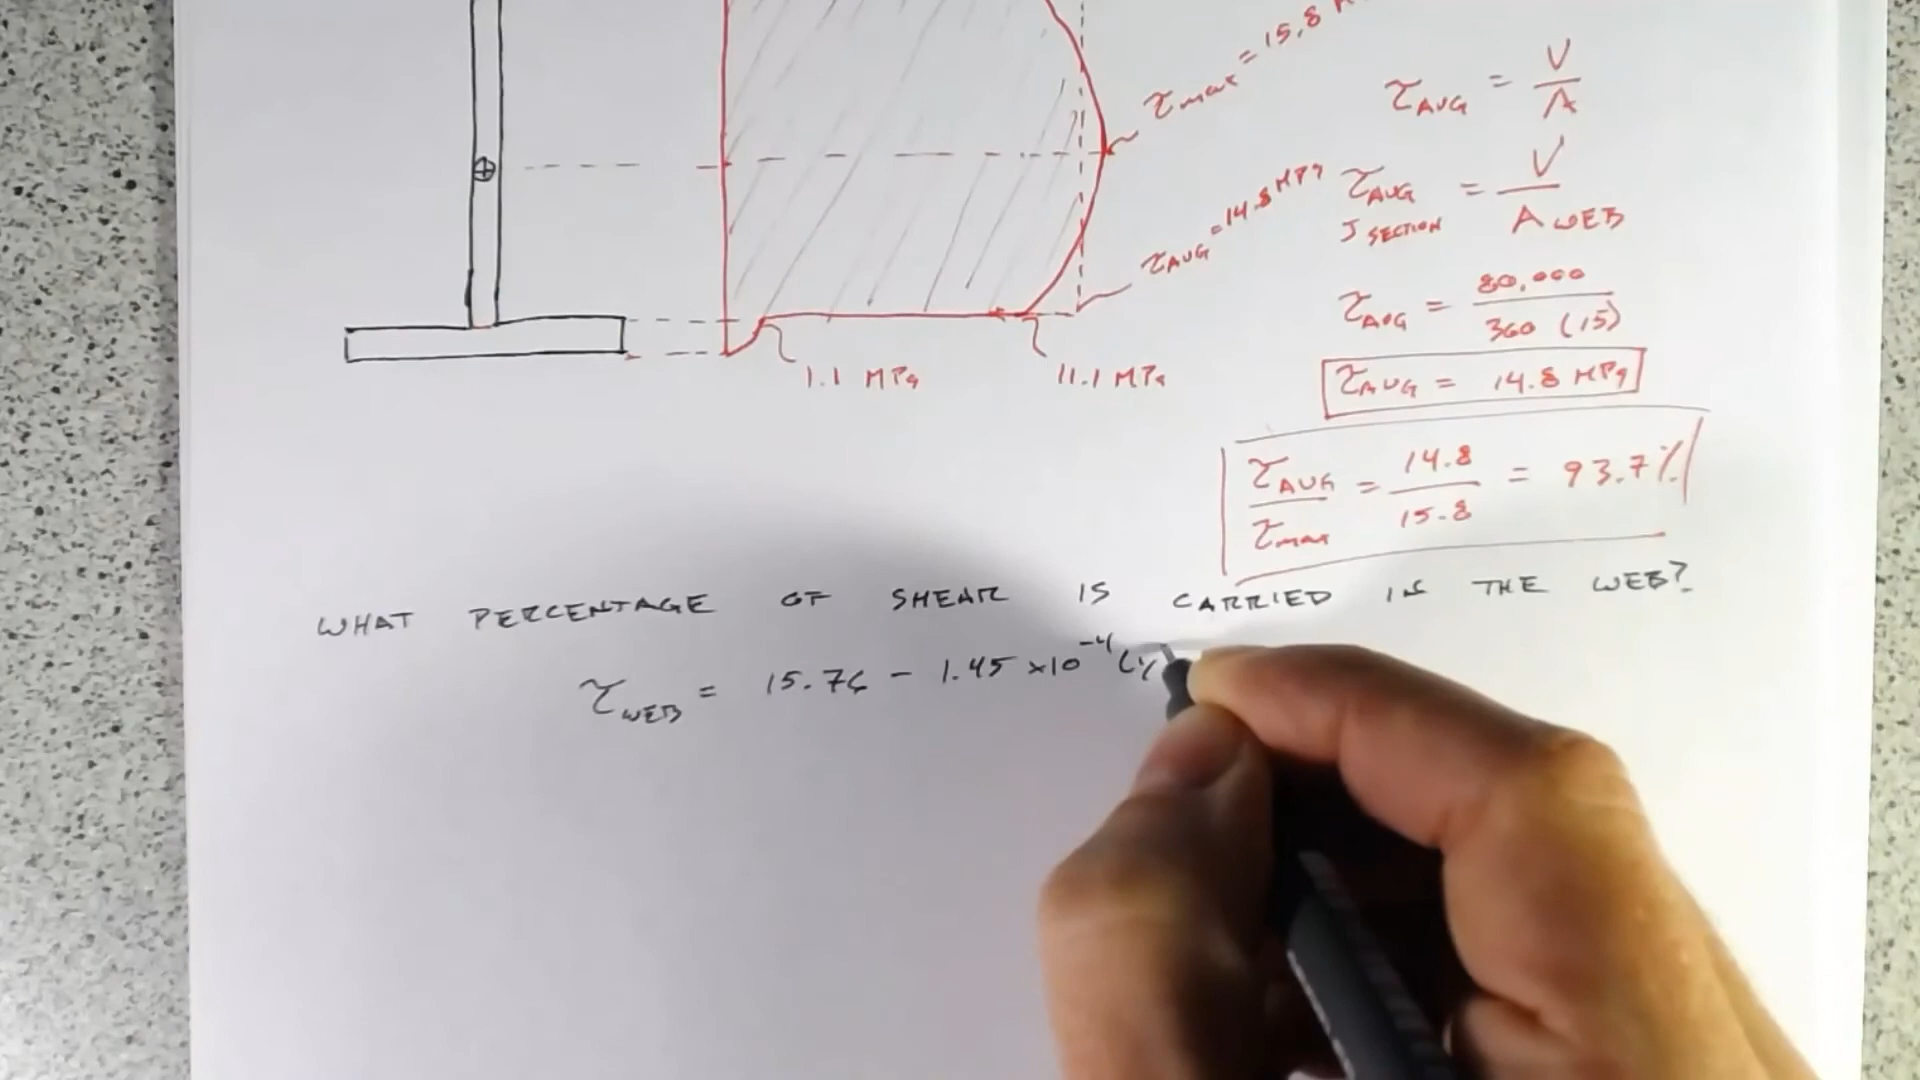 τmax = 15.8
τAVG = V/A
τAVG = 14.8 MPa
τAVG I SECTION = V/A WEB
τAVG = 80,000/360 (15)
1.1 MPa
11.1 MPa
τAVG = 14.8 MPa
τAVG/τmax = 14.8/15.8 = 93.7%
WHAT PERCENTAGE OF SHEAR IS CARRIED IN THE WEB?
τWEB = 15.76 - 1.45 x10^-4 (y